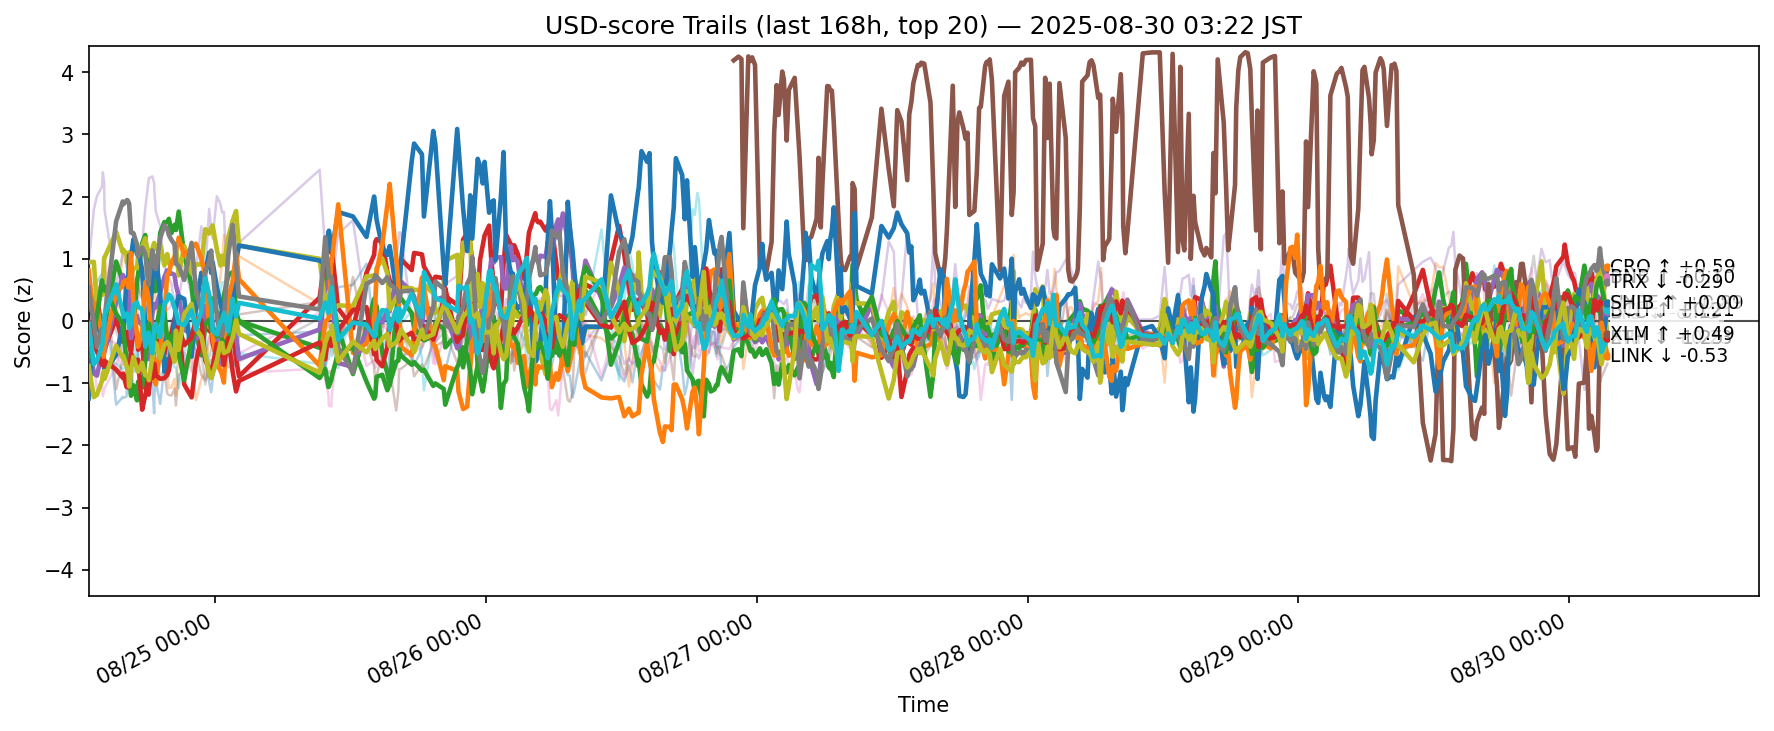 USD-score Trails (last 168h, top 20) — 2025-08-30 03:22 JST
Score (z)
4
3
2
1
0
−1
−2
−3
−4
CRO ↑ +0.59
TRX ↓ -0.29
SHIB ↑ +0.00
XLM ↑ +0.49
LINK ↓ -0.53
08/25 00:00
08/26 00:00
08/27 00:00
08/28 00:00
08/29 00:00
08/30 00:00
Time